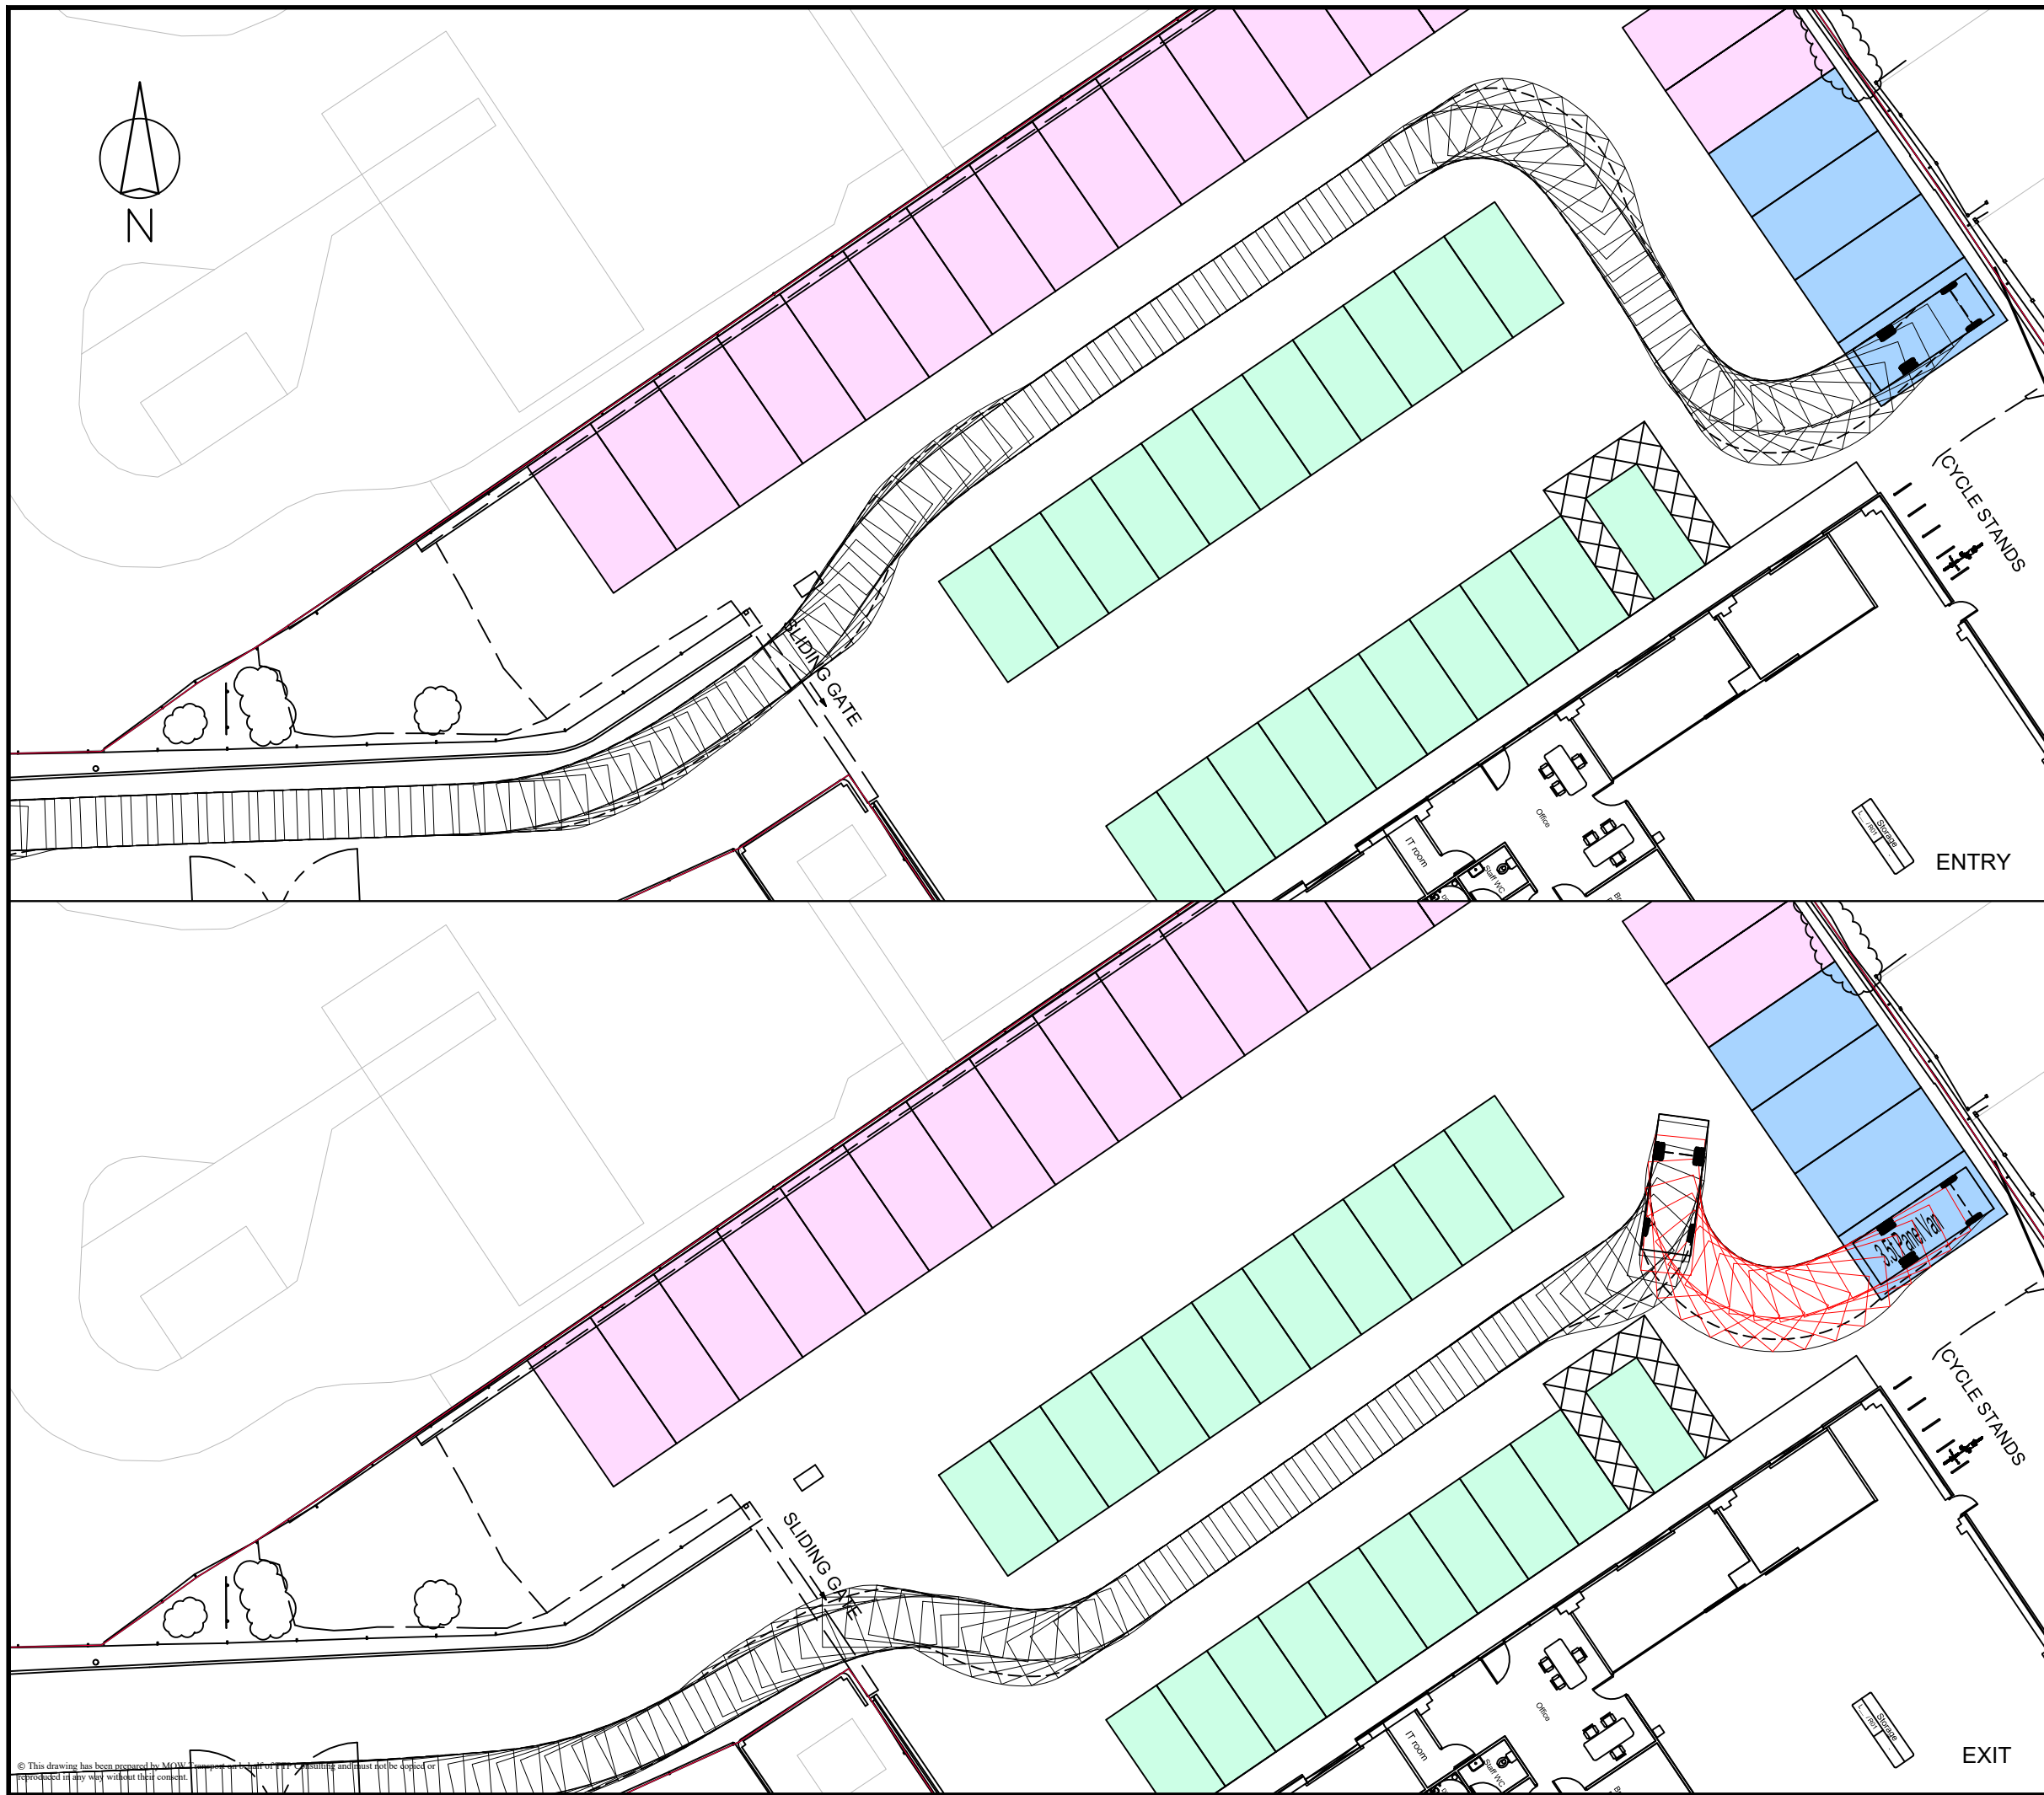 N
SLIDING GATE
CYCLE STANDS
Office
IT room
Staff WC
Storage
ENTRY
3.5t Panel Van
SLIDING GATE
CYCLE STANDS
Office
IT room
Staff WC
Storage
EXIT
© This drawing has been prepared by MOW Transport on behalf of TTP Consulting and must not be copied or
reproduced in any way without their consent.